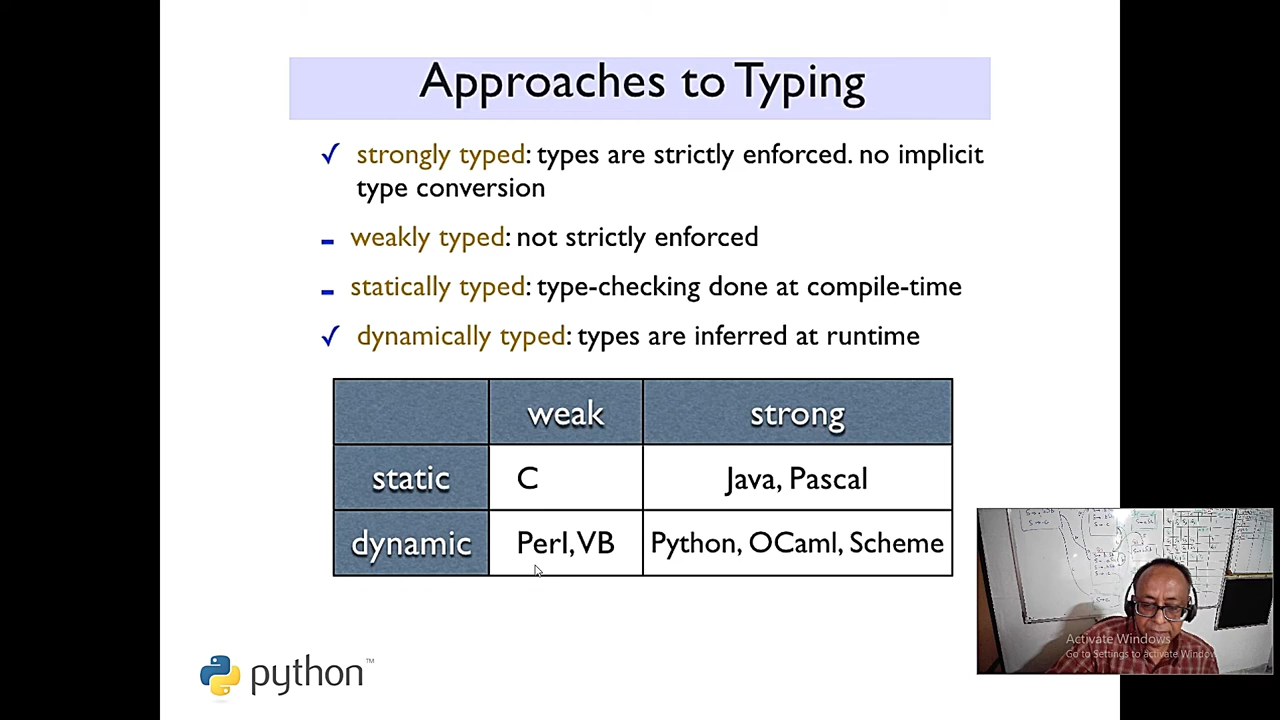 Approaches to Typing
✓ strongly typed: types are strictly enforced. no implicit
type conversion
- weakly typed: not strictly enforced
- statically typed: type-checking done at compile-time
✓ dynamically typed: types are inferred at runtime
weak strong
static C Java, Pascal
dynamic Perl, VB Python, OCaml, Scheme
python™
Activate Windows
Go to Settings to activate Window